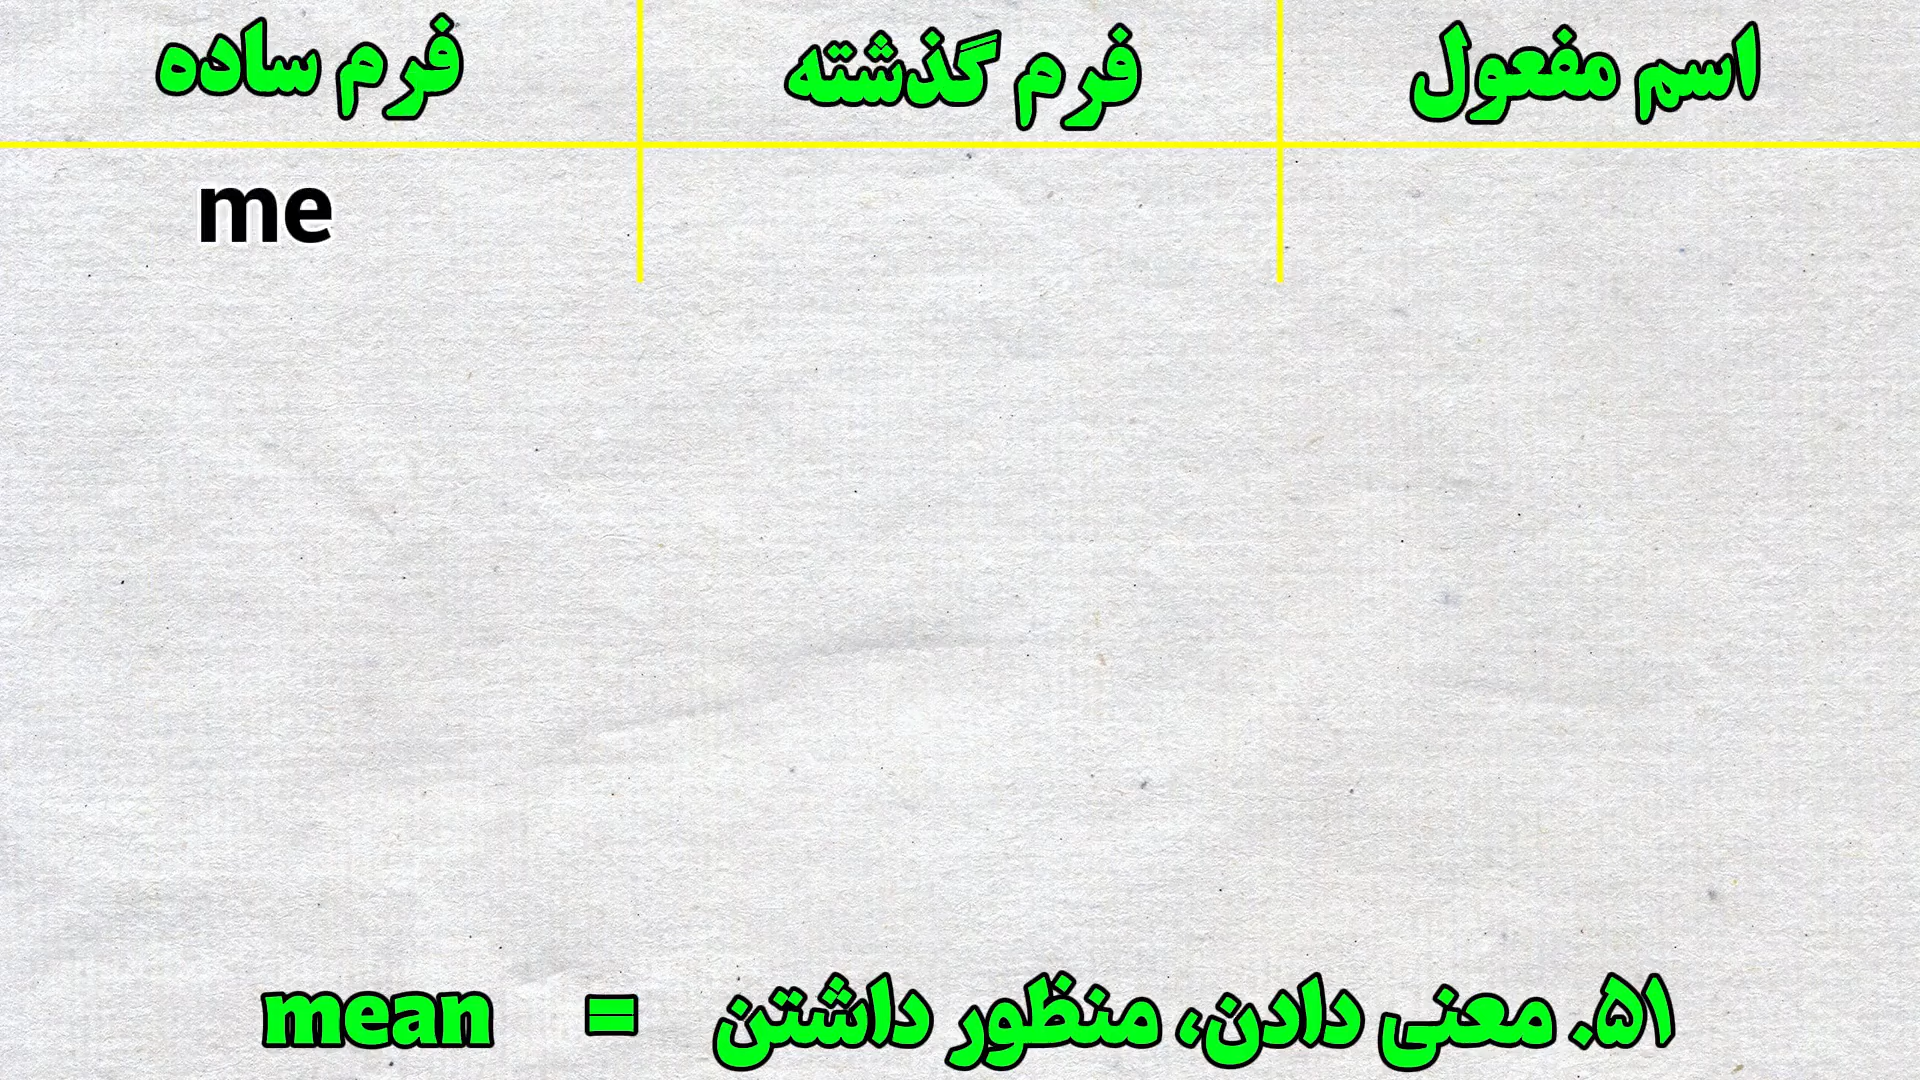 فرم ساده فرم گذشته اسم مفعول
me
۵۱. معنی دادن، منظور داشتن = mean